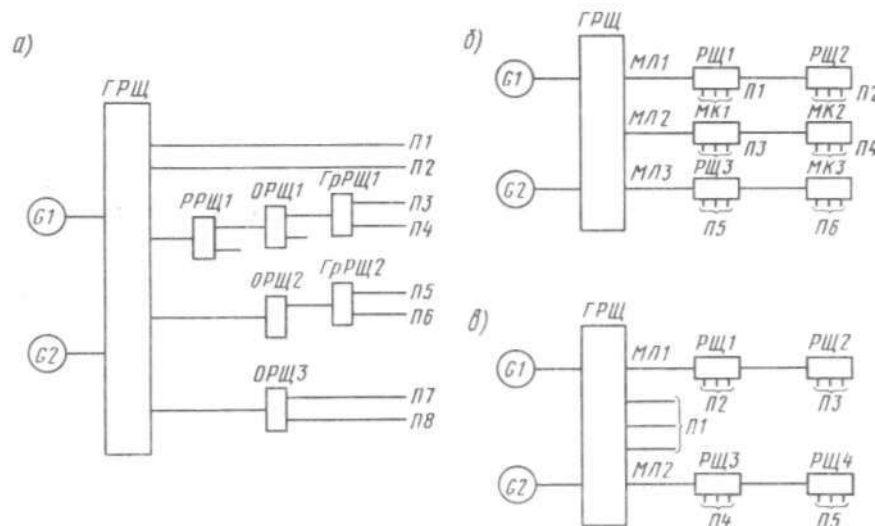 а)
ГРЩ
G1
G2
П1
П2
РРЩ1
ОРЩ1
ГрРЩ1
П3
П4
ОРЩ2
ГрРЩ2
П5
П6
ОРЩ3
П7
П8
б)
ГРЩ
G1
G2
МЛ1
РЩ1
РЩ2
П1
П2
МЛ2
МК1
МК2
П3
П4
МЛ3
РЩ3
МК3
П5
П6
в)
ГРЩ
G1
G2
МЛ1
РЩ1
РЩ2
П2
П3
П1
МЛ2
РЩ3
РЩ4
П4
П5